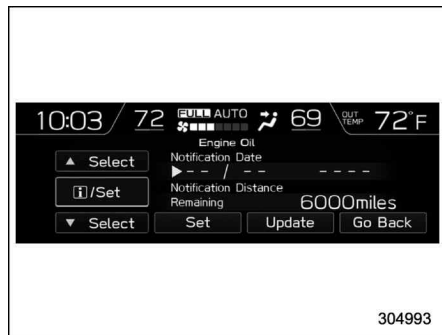 10:03 72 FULL AUTO 69 OUT TEMP 72°F
Engine Oil
▲ Select
Notification Date
▶-- / -- ----
i/Set
Notification Distance
Remaining 6000miles
▼ Select Set Update Go Back
304993